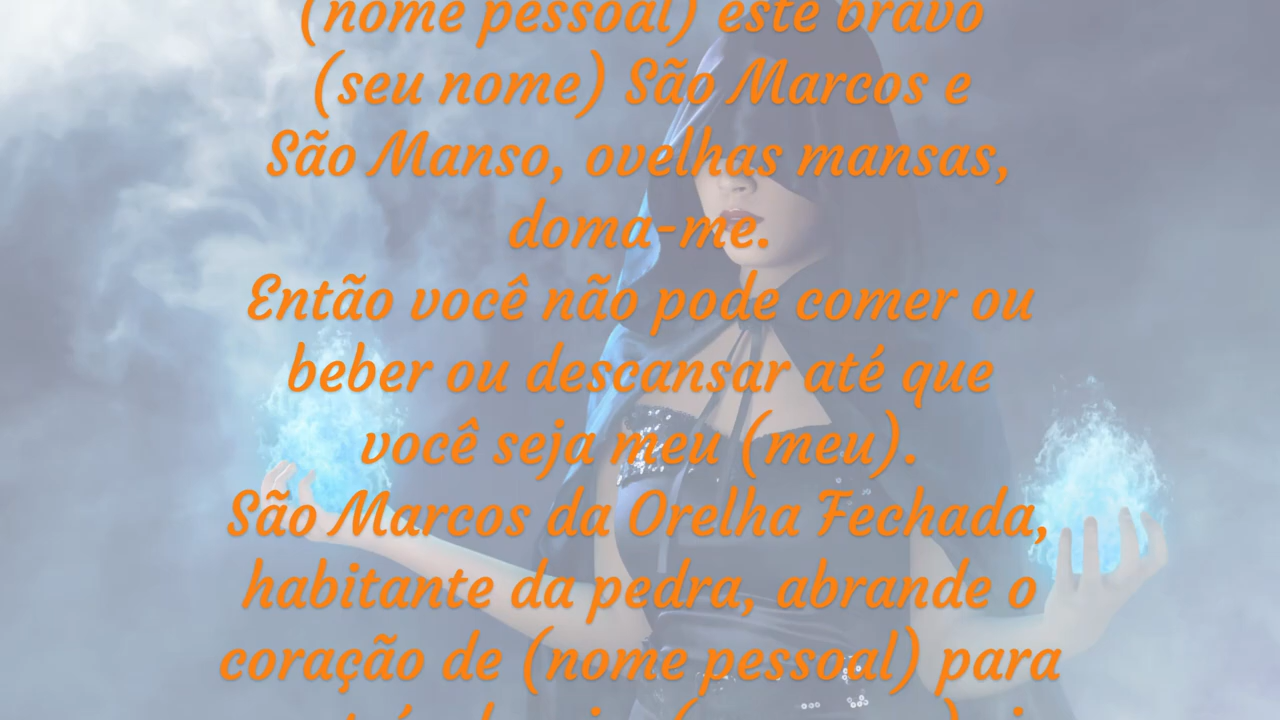 (nome pessoal) este bravo
(seu nome) São Marcos e
São Manso, ovelhas mansas,
doma-me.
Então você não pode comer ou
beber ou descansar até que
você seja meu (meu).
São Marcos da Orelha Fechada,
habitante da pedra, abrande o
coração de (nome pessoal) para